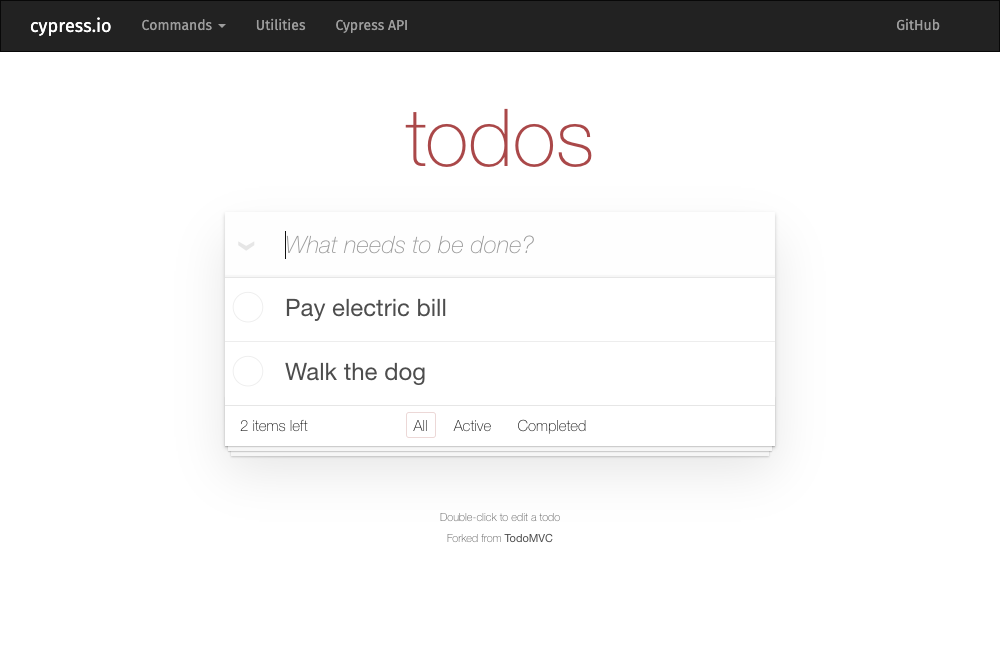 cypress.io Commands Utilities Cypress API GitHub
todos
What needs to be done?
Pay electric bill
Walk the dog
2 items left All Active Completed
Double-click to edit a todo
Forked from TodoMVC